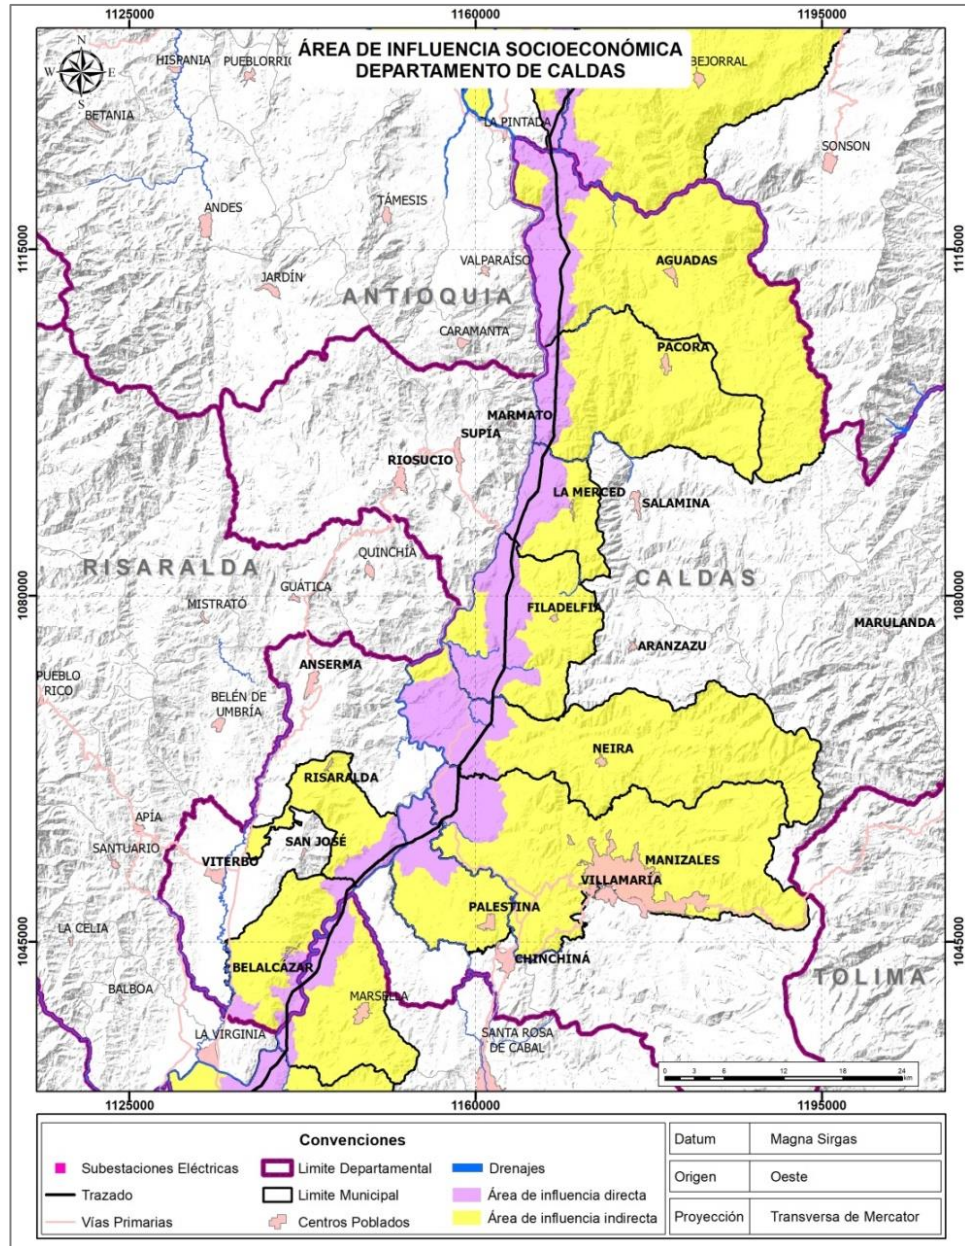 1125000 1160000 1195000
ÁREA DE INFLUENCIA SOCIOECONÓMICA
DEPARTAMENTO DE CALDAS
N
W E
S
HISPANIA
PUEBLORRIC
BEJORRAL
BETANIA
LA PINTADA
SONSON
ANDES
TÁMESIS
1115000 1115000
VALPARAÍSO
AGUADAS
JARDÍN
ANTIOQUIA
CARAMANTA
PÁCORA
MARMATO
SUPÍA
RIOSUCIO
LA MERCED
SALAMINA
QUINCHÍA
RISARALDA
CALDAS
GUÁTICA
1080000 1080000
MISTRATÓ
FILADELFIA
MARULANDA
ARANZAZU
ANSERMA
PUEBLO
RICO
BELÉN DE
UMBRÍA
NEIRA
RISARALDA
APÍA
SANTUARIO
SAN JOSÉ
VITERBO
MANIZALES
VILLAMARÍA
PALESTINA
LA CELIA
1045000 1045000
CHINCHINÁ
BELALCÁZAR
TOLIMA
BALBOA
MARSELLA
LA VIRGINIA
SANTA ROSA
DE CABAL
0 3 6 12 18 24
km
1125000 1160000 1195000
Convenciones
Subestaciones Eléctricas
Limite Departamental
Drenajes
Trazado
Limite Municipal
Área de influencia directa
Vías Primarias
Centros Poblados
Área de influencia indirecta
Datum Magna Sirgas
Origen Oeste
Proyección Transversa de Mercator